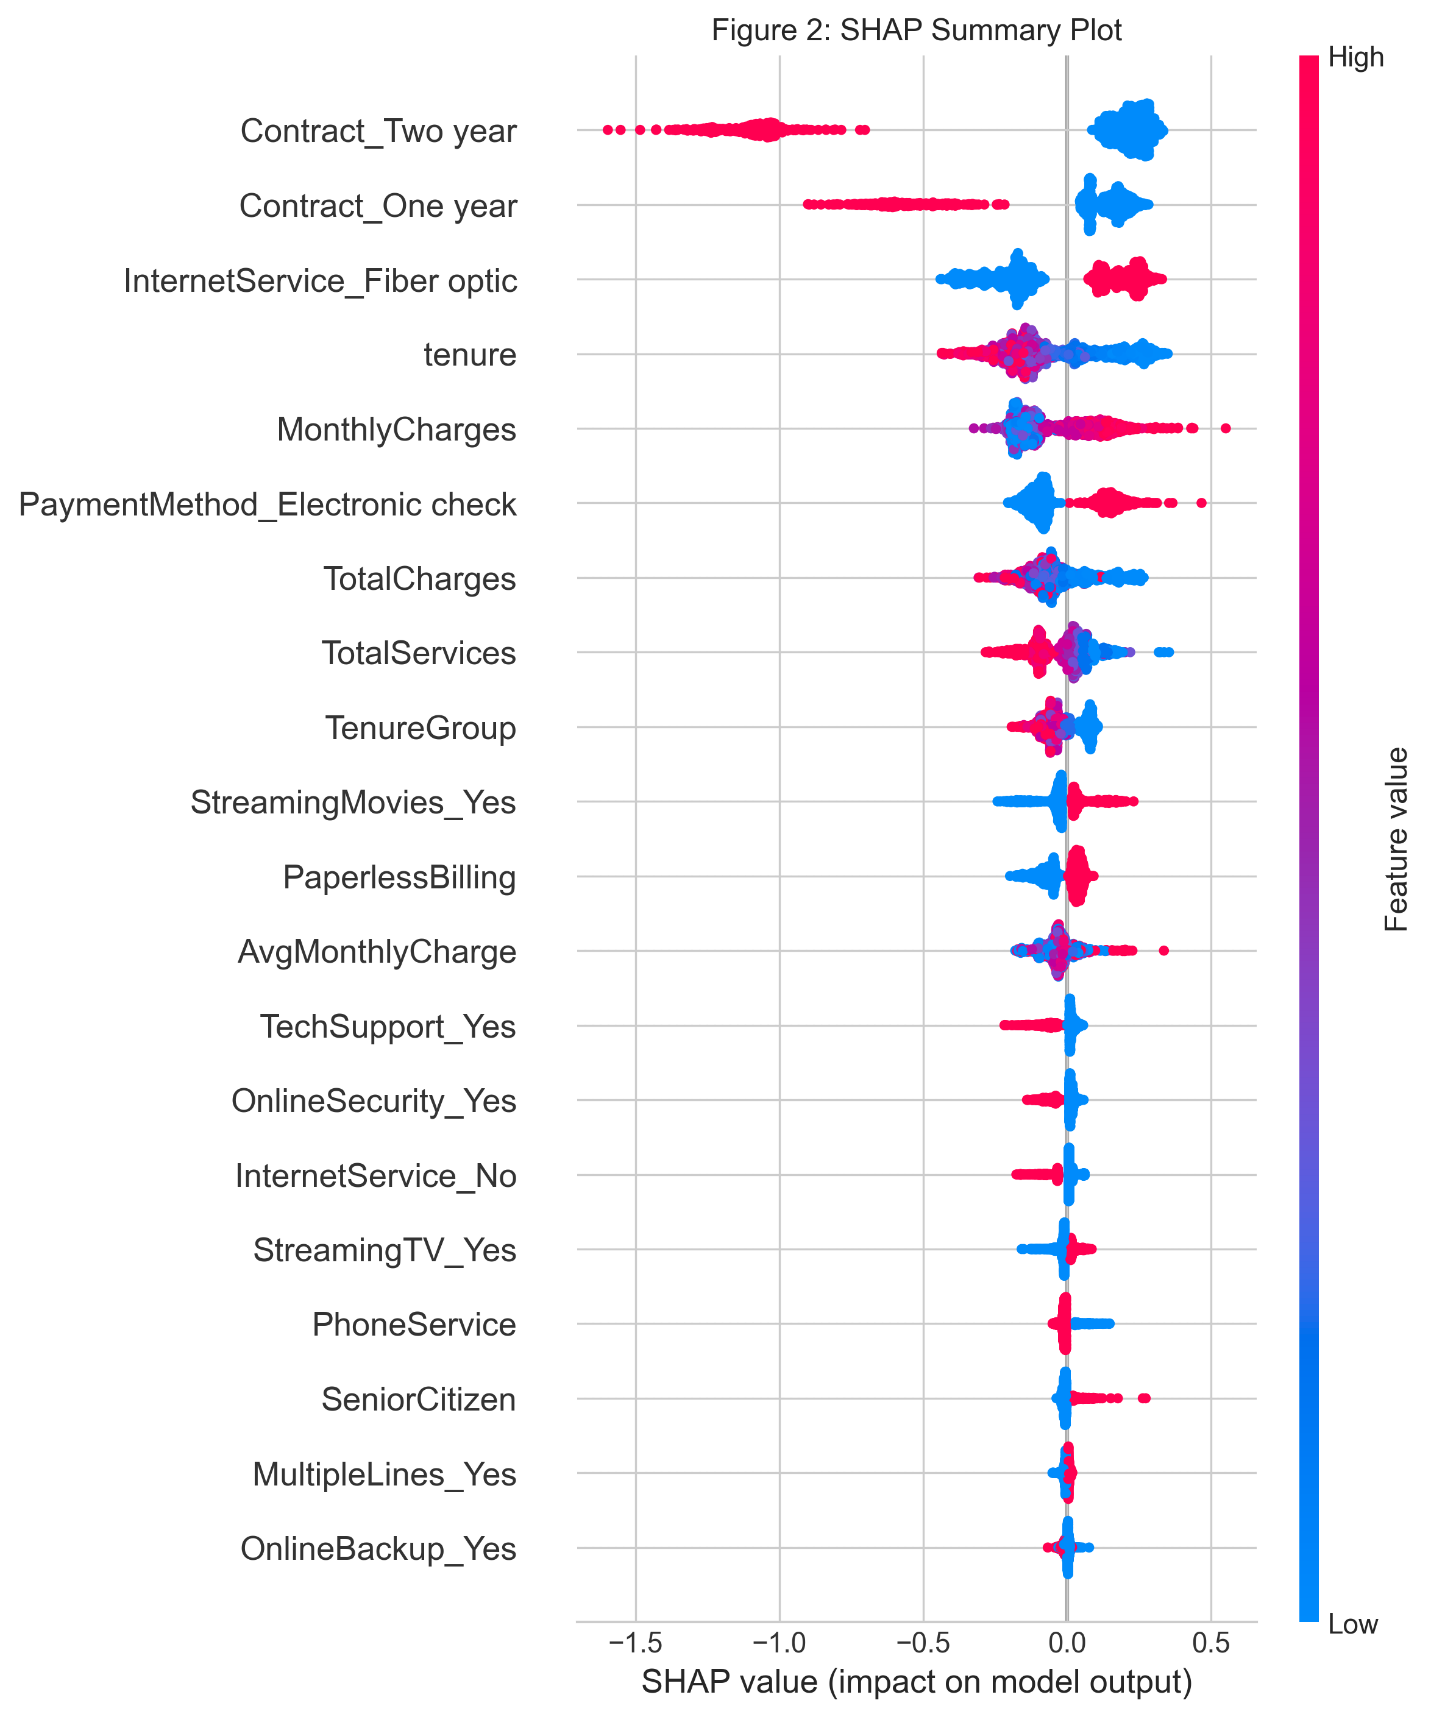 Figure 2: SHAP Summary Plot
High
Contract_Two year
Contract_One year
InternetService_Fiber optic
tenure
MonthlyCharges
PaymentMethod_Electronic check
TotalCharges
TotalServices
TenureGroup
StreamingMovies_Yes
PaperlessBilling
AvgMonthlyCharge
TechSupport_Yes
OnlineSecurity_Yes
InternetService_No
StreamingTV_Yes
PhoneService
SeniorCitizen
MultipleLines_Yes
OnlineBackup_Yes
Feature value
Low
−1.5 −1.0 −0.5 0.0 0.5
SHAP value (impact on model output)